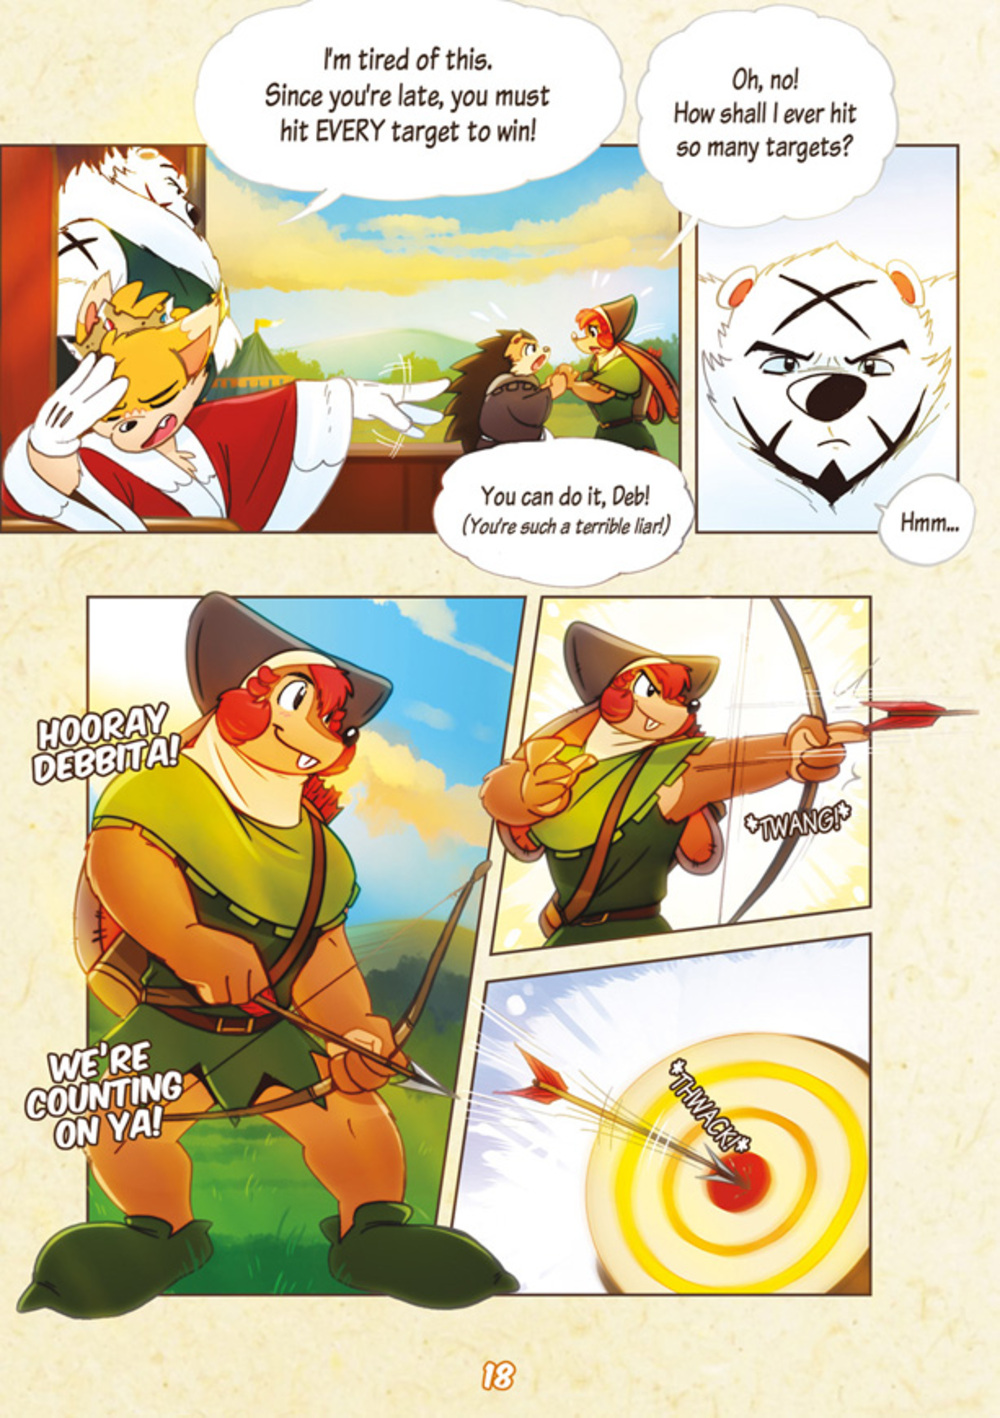 I'm tired of this.
Since you're late, you must
hit EVERY target to win!
Oh, no!
How shall I ever hit
so many targets?
You can do it, Deb!
(You're such a terrible liar!)
Hmm...
HOORAY
DEBBITA!
WE'RE
COUNTING
ON YA!
*TWANG!*
*THWACK!*
18